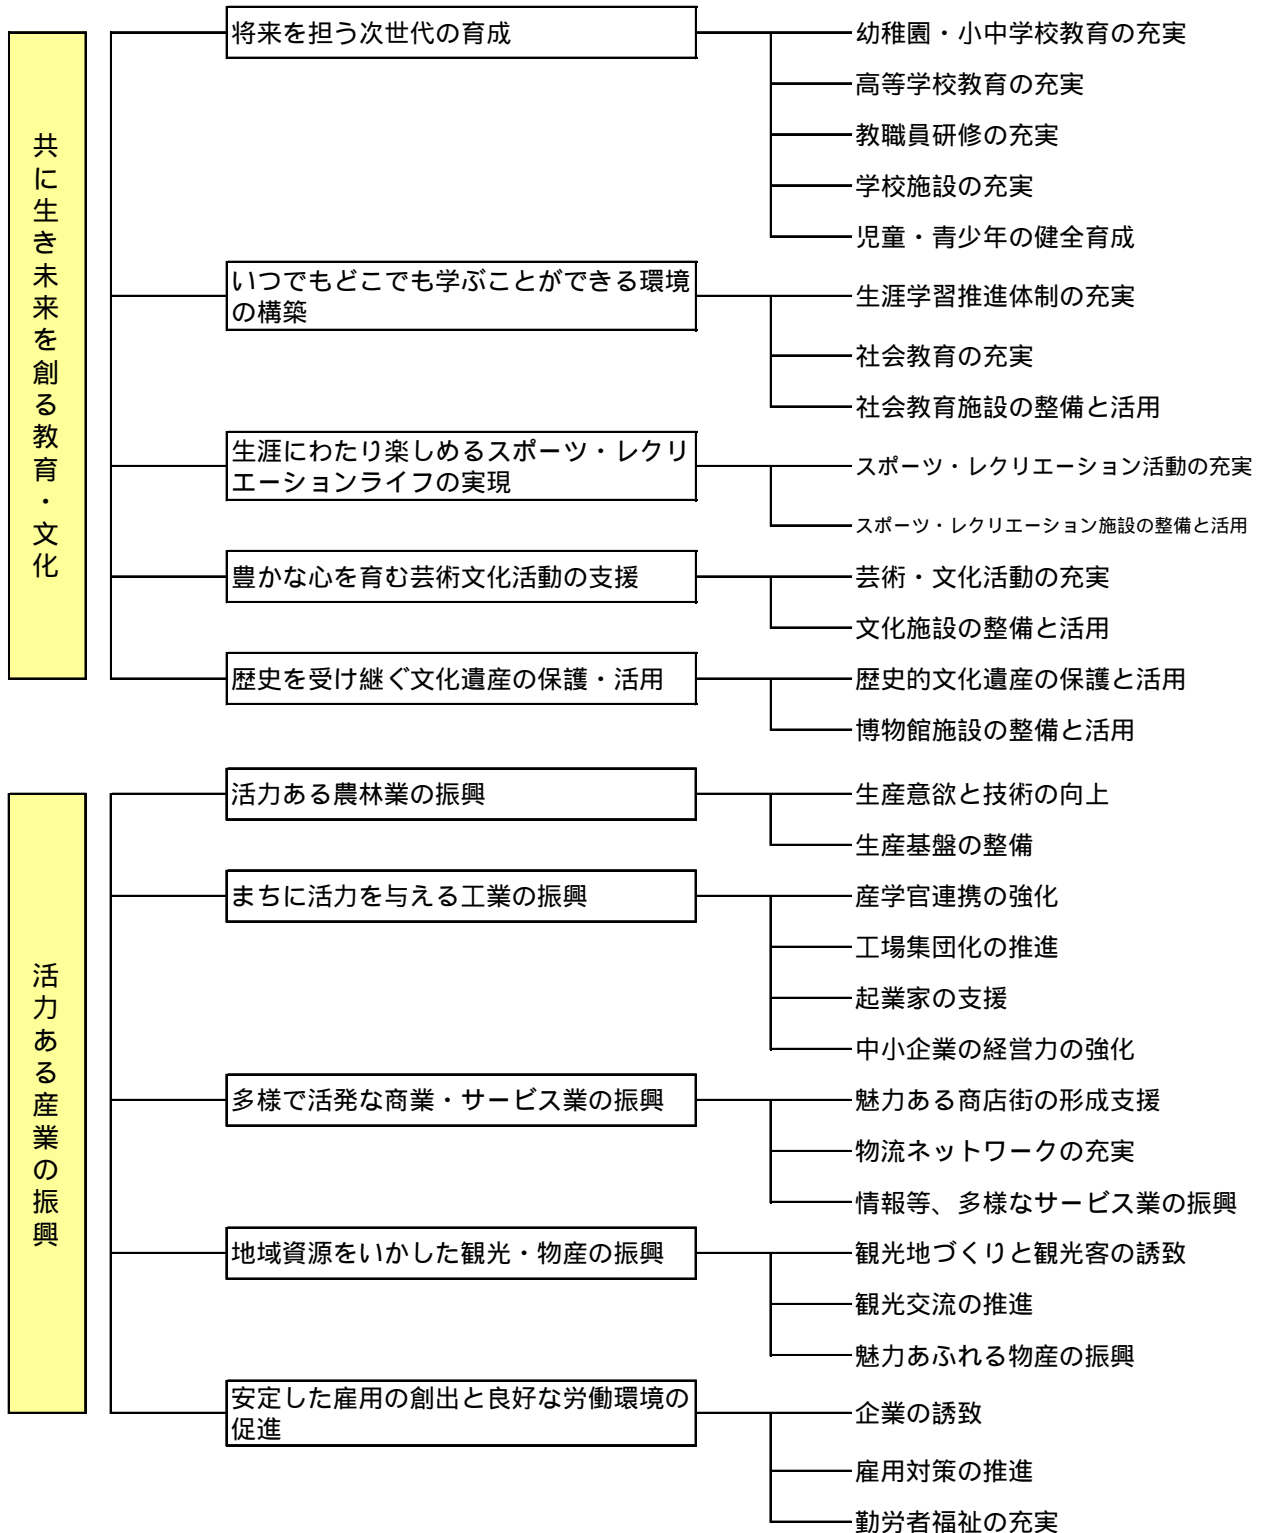 共に生き未来を創る教育・文化
将来を担う次世代の育成
幼稚園・小中学校教育の充実
高等学校教育の充実
教職員研修の充実
学校施設の充実
児童・青少年の健全育成
いつでもどこでも学ぶことができる環境
の構築
生涯学習推進体制の充実
社会教育の充実
社会教育施設の整備と活用
生涯にわたり楽しめるスポーツ・レクリ
エーションライフの実現
スポーツ・レクリエーション活動の充実
スポーツ・レクリエーション施設の整備と活用
豊かな心を育む芸術文化活動の支援
芸術・文化活動の充実
文化施設の整備と活用
歴史を受け継ぐ文化遺産の保護・活用
歴史的文化遺産の保護と活用
博物館施設の整備と活用
活力ある産業の振興
活力ある農林業の振興
生産意欲と技術の向上
生産基盤の整備
まちに活力を与える工業の振興
産学官連携の強化
工場集団化の推進
起業家の支援
中小企業の経営力の強化
多様で活発な商業・サービス業の振興
魅力ある商店街の形成支援
物流ネットワークの充実
情報等、多様なサービス業の振興
地域資源をいかした観光・物産の振興
観光地づくりと観光客の誘致
観光交流の推進
魅力あふれる物産の振興
安定した雇用の創出と良好な労働環境の
促進
企業の誘致
雇用対策の推進
勤労者福祉の充実